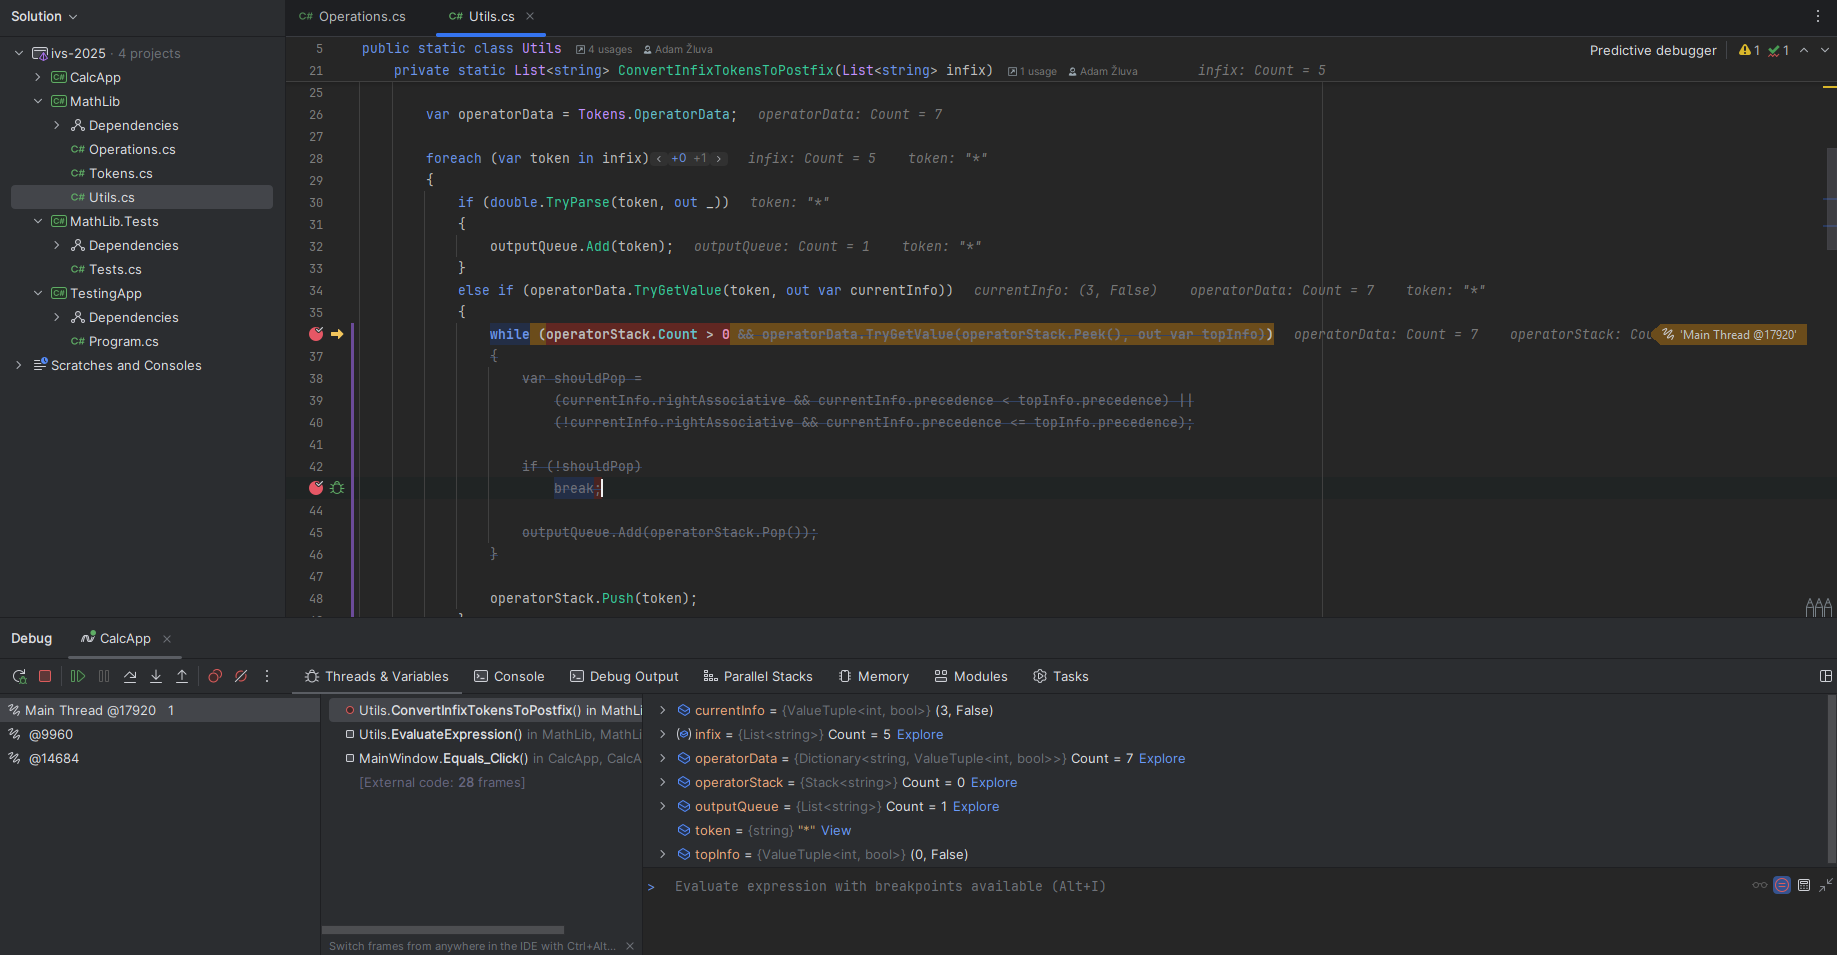 Solution
C# Operations.cs
C# Utils.cs
ivs-2025 · 4 projects
C# CalcApp
C# MathLib
Dependencies
C# Operations.cs
C# Tokens.cs
C# Utils.cs
C# MathLib.Tests
Dependencies
C# Tests.cs
C# TestingApp
Dependencies
C# Program.cs
Scratches and Consoles
5 public static class Utils 4 usages Adam Žluva
Predictive debugger 1 1
21 private static List<string> ConvertInfixTokensToPostfix(List<string> infix) 1 usage Adam Žluva infix: Count = 5
25
26 var operatorData = Tokens.OperatorData; operatorData: Count = 7
27
28 foreach (var token in infix) < +0 +1 > infix: Count = 5 token: "*"
29 {
30 if (double.TryParse(token, out _)) token: "*"
31 {
32 outputQueue.Add(token); outputQueue: Count = 1 token: "*"
33 }
34 else if (operatorData.TryGetValue(token, out var currentInfo)) currentInfo: (3, False) operatorData: Count = 7 token: "*"
35 {
while (operatorStack.Count > 0 && operatorData.TryGetValue(operatorStack.Peek(), out var topInfo)) operatorData: Count = 7 operatorStack: Cou 'Main Thread @17920'
37 {
38 var shouldPop =
39 (currentInfo.rightAssociative && currentInfo.precedence < topInfo.precedence) ||
40 (!currentInfo.rightAssociative && currentInfo.precedence <= topInfo.precedence);
41
42 if (!shouldPop)
break;
44
45 outputQueue.Add(operatorStack.Pop());
46 }
47
48 operatorStack.Push(token);
Debug
CalcApp
Threads & Variables
Console
Debug Output
Parallel Stacks
Memory
Modules
Tasks
Main Thread @17920 1
@9960
@14684
Utils.ConvertInfixTokensToPostfix() in MathLi
Utils.EvaluateExpression() in MathLib, MathLi
MainWindow.Equals_Click() in CalcApp, CalcA
[External code: 28 frames]
Switch frames from anywhere in the IDE with Ctrl+Alt...
currentInfo = {ValueTuple<int, bool>} (3, False)
infix = {List<string>} Count = 5 Explore
operatorData = {Dictionary<string, ValueTuple<int, bool>>} Count = 7 Explore
operatorStack = {Stack<string>} Count = 0 Explore
outputQueue = {List<string>} Count = 1 Explore
token = {string} "*" View
topInfo = {ValueTuple<int, bool>} (0, False)
> Evaluate expression with breakpoints available (Alt+I)